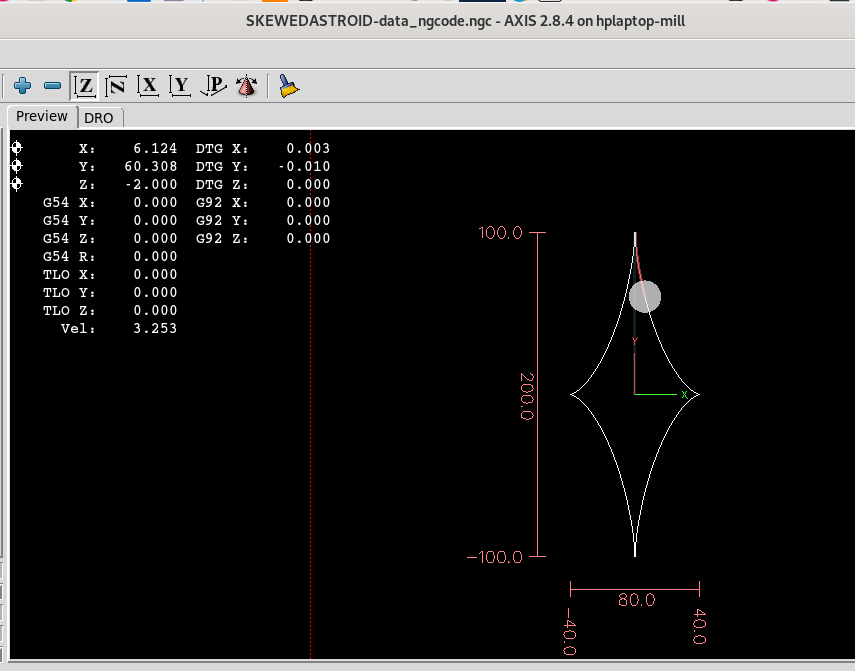 SKEWEDASTROID-data_ngcode.ngc - AXIS 2.8.4 on hplaptop-mill
Z N X Y P
Preview DRO
X: 6.124 DTG X: 0.003
Y: 60.308 DTG Y: -0.010
Z: -2.000 DTG Z: 0.000
G54 X: 0.000 G92 X: 0.000
G54 Y: 0.000 G92 Y: 0.000
G54 Z: 0.000 G92 Z: 0.000
G54 R: 0.000
TLO X: 0.000
TLO Y: 0.000
TLO Z: 0.000
Vel: 3.253
100.0
Y
200.0
X
-100.0
80.0
-40.0
40.0